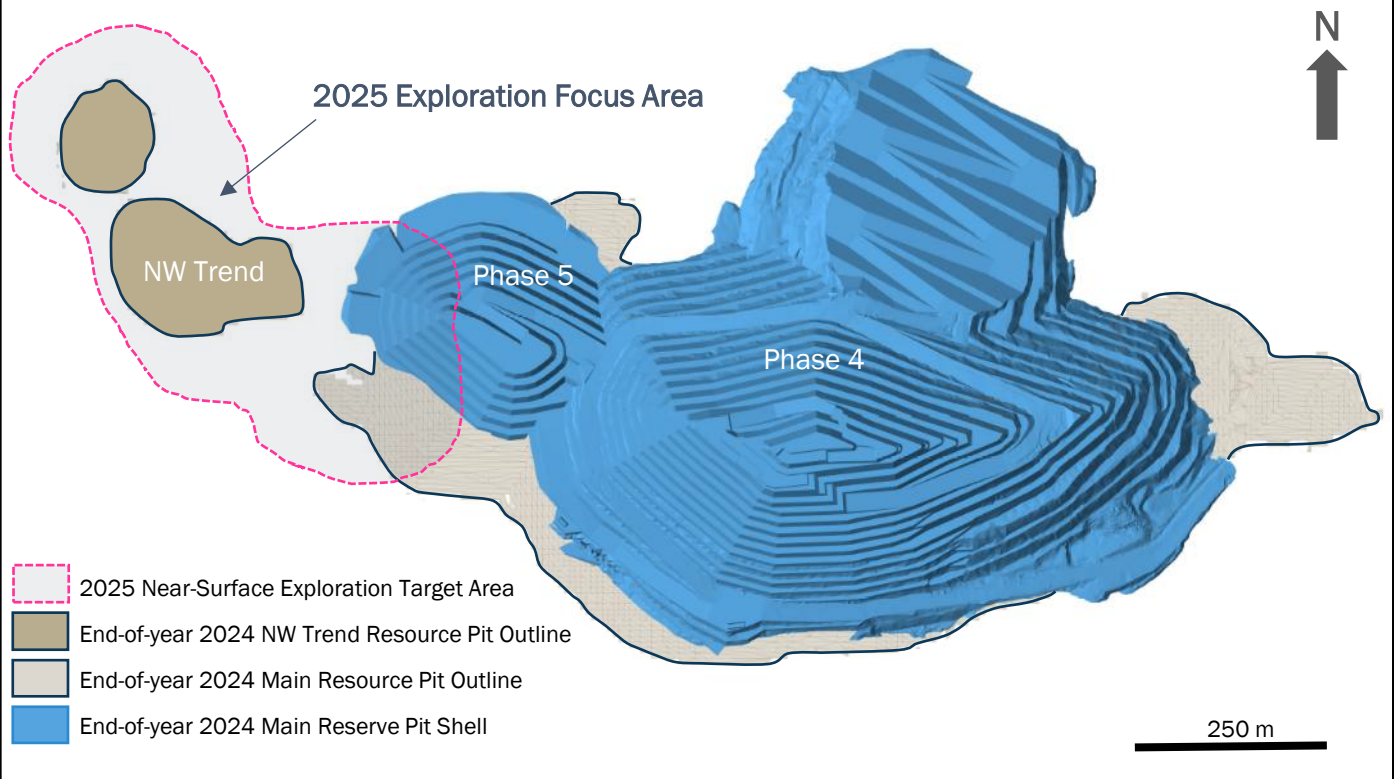 N
2025 Exploration Focus Area
NW Trend
Phase 5
Phase 4
2025 Near-Surface Exploration Target Area
End-of-year 2024 NW Trend Resource Pit Outline
End-of-year 2024 Main Resource Pit Outline
End-of-year 2024 Main Reserve Pit Shell
250 m